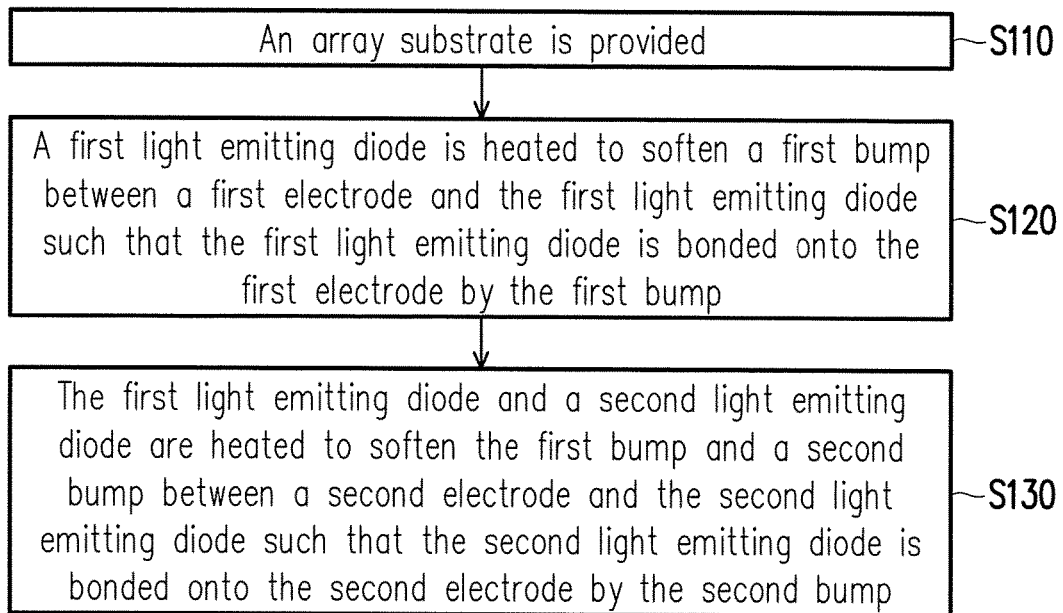 An array substrate is provided
S110
A first light emitting diode is heated to soften a first bump
between a first electrode and the first light emitting diode
such that the first light emitting diode is bonded onto the
first electrode by the first bump
S120
The first light emitting diode and a second light emitting
diode are heated to soften the first bump and a second
bump between a second electrode and the second light
emitting diode such that the second light emitting diode is
bonded onto the second electrode by the second bump
S130